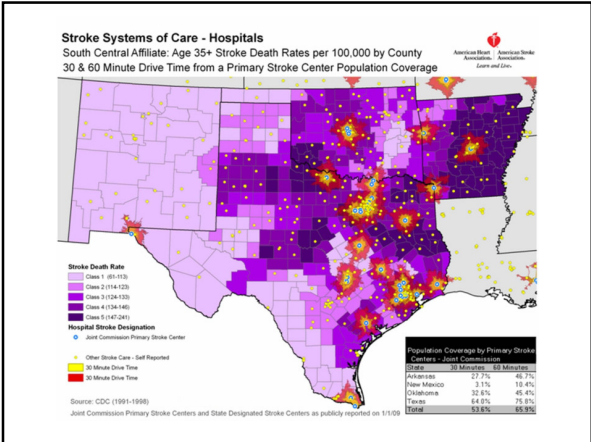 Stroke Systems of Care - Hospitals
South Central Affiliate: Age 35+ Stroke Death Rates per 100,000 by County
30 & 60 Minute Drive Time from a Primary Stroke Center Population Coverage
American Heart Association.
American Stroke Association.
Learn and Live.
Stroke Death Rate
Class 1 (61-113)
Class 2 (114-123)
Class 3 (124-133)
Class 4 (134-146)
Class 5 (147-241)
Hospital Stroke Designation
Joint Commission Primary Stroke Center
Other Stroke Care - Self Reported
30 Minute Drive Time
30 Minute Drive Time
Source: CDC (1991-1998)
Joint Commission Primary Stroke Centers and State Designated Stroke Centers as publicly reported on 1/1/09
Population Coverage by Primary Stroke
Centers - Joint Commission
State 30 Minutes 60 Minutes
Arkansas 27.7% 46.7%
New Mexico 3.1% 10.4%
Oklahoma 32.6% 45.4%
Texas 64.0% 75.8%
Total 53.6% 65.9%